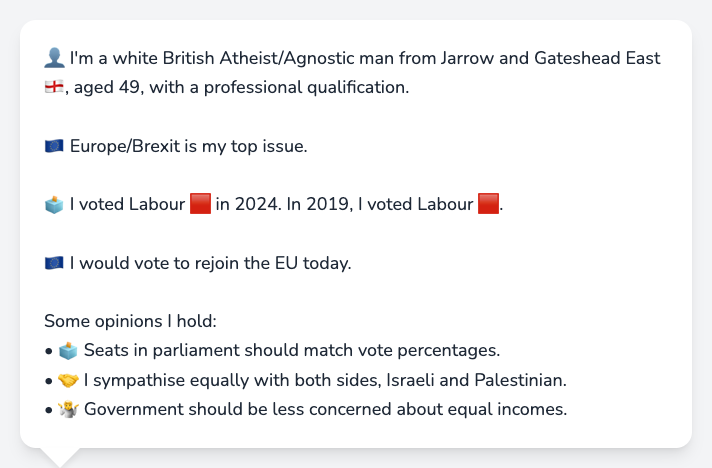 👤 I'm a white British Atheist/Agnostic man from Jarrow and Gateshead East
🏴󠁧󠁢󠁥󠁮󠁧󠁿, aged 49, with a professional qualification.
🇪🇺 Europe/Brexit is my top issue.
🗳️ I voted Labour 🟥 in 2024. In 2019, I voted Labour 🟥.
🇪🇺 I would vote to rejoin the EU today.
Some opinions I hold:
• 🗳️ Seats in parliament should match vote percentages.
• 🤝 I sympathise equally with both sides, Israeli and Palestinian.
• 🤷 Government should be less concerned about equal incomes.